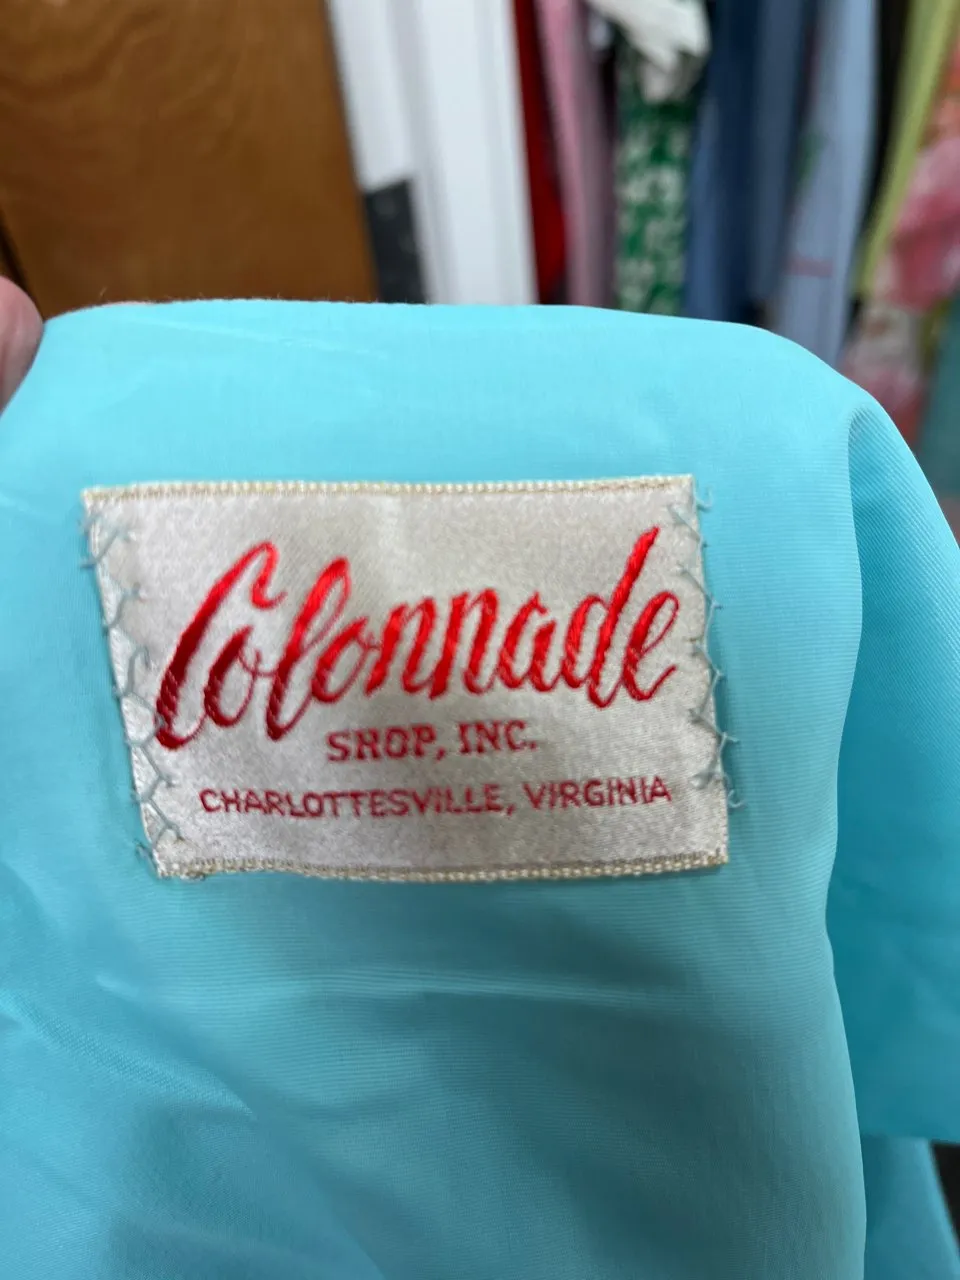 Colonnade
SHOP, INC.
CHARLOTTESVILLE, VIRGINIA